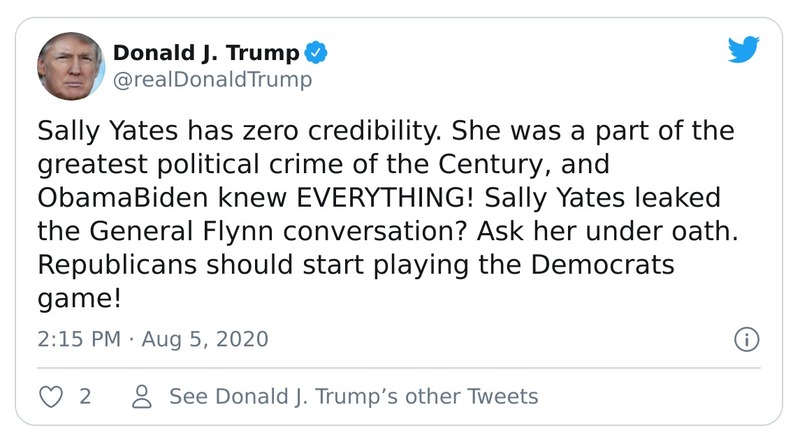 Donald J. Trump
@realDonaldTrump
Sally Yates has zero credibility. She was a part of the
greatest political crime of the Century, and
ObamaBiden knew EVERYTHING! Sally Yates leaked
the General Flynn conversation? Ask her under oath.
Republicans should start playing the Democrats
game!
2:15 PM · Aug 5, 2020
2 See Donald J. Trump’s other Tweets